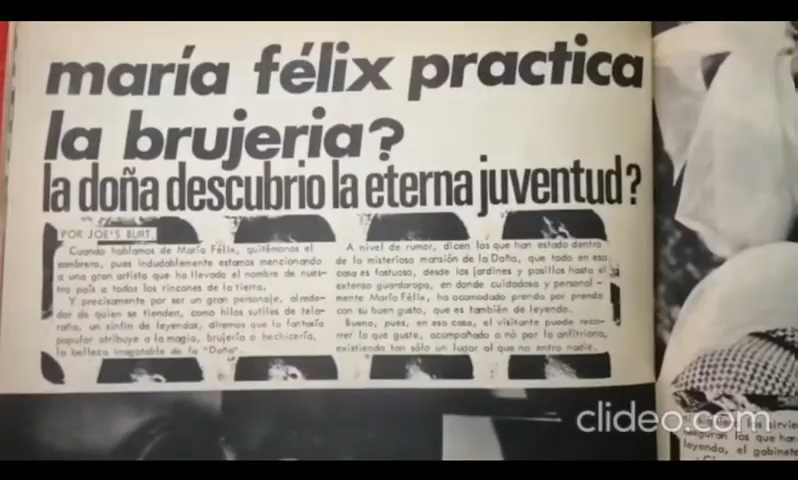 maría félix practica
la brujeria?
la doña descubrio la eterna juventud?
POR JOE'S BURT.
Cuando hablamos de María Félix, quitémonos el
sombrero, pues indudablemente estamos mencionando
a una gran artista que ha llevado el nombre de nues-
tro país a todos los rincones de la tierra.
Y precisamente por ser un gran personaje, alrede-
dor de quien se tienden, como hilos sutiles de tela-
raña, un sinfín de leyendas, diremos que la fantasía
popular atribuye a la magia, brujería o hechicería,
la belleza inagotable de la "Doña".
A nivel de rumor, dicen los que han estado dentro
de la misteriosa mansión de la Doña, que todo en esa
casa es fastuoso, desde los jardines y pasillos hasta el
extenso guardaropa, en donde cuidadosa y personal-
mente María Félix, ha acomodado prenda por prenda
con su buen gusto, que es también de leyenda.
Bueno, pues, en esa casa, el visitante puede reco-
rrer lo que guste, acompañado o nó por la anfitriona,
existiendo tan sólo un lugar al que no entra nadie.
sirvie
los que han
leyenda, el gabinete
clideo.com